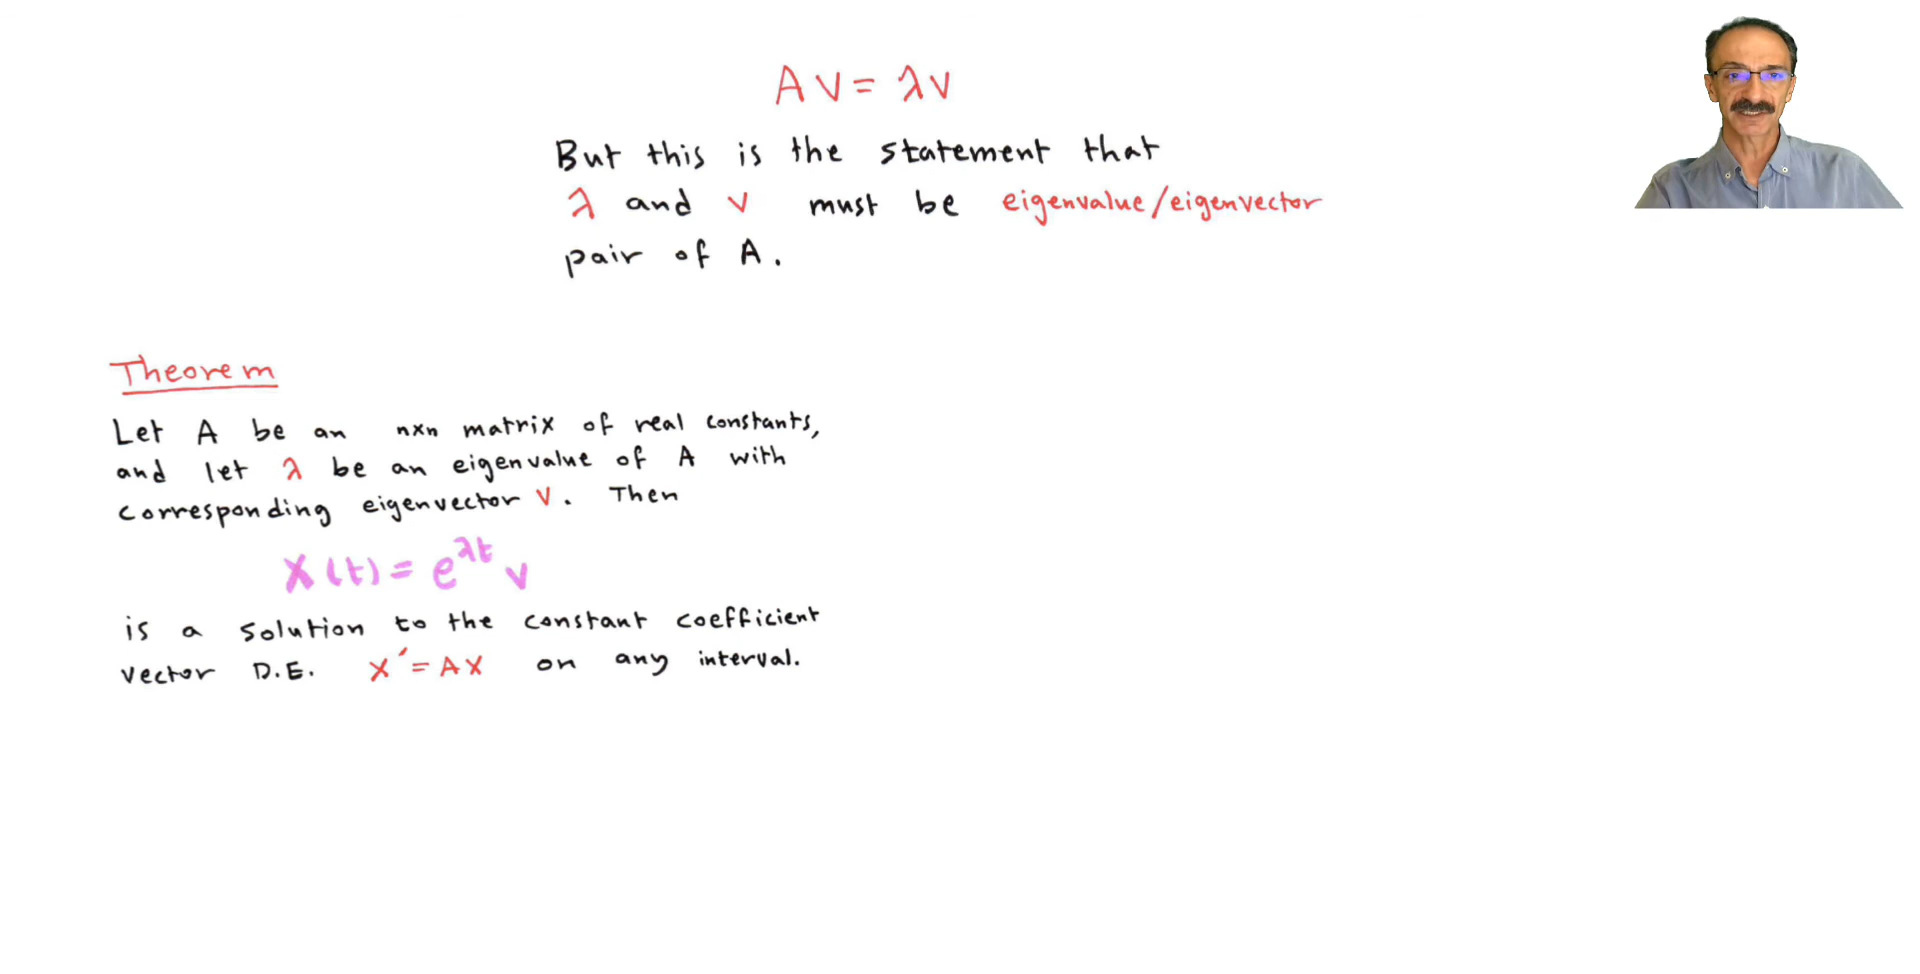 Av = λv
But this is the statement that
λ and v must be eigenvalue/eigenvector
pair of A.
Theorem
Let A be an n×n matrix of real constants,
and let λ be an eigenvalue of A with
corresponding eigenvector v. Then
x(t) = e^{λt} v
is a solution to the constant coefficient
vector D.E. x′ = Ax on any interval.